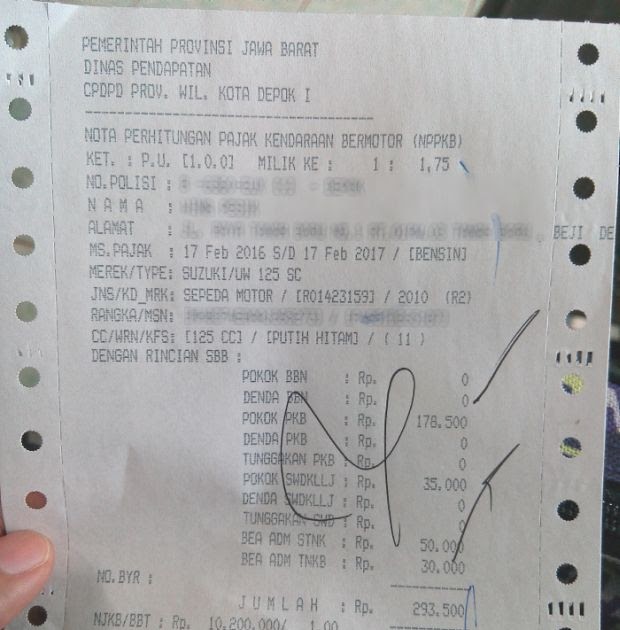 PEMERINTAH PROVINSI JAWA BARAT
DINAS PENDAPATAN
CPDPD PROV. WIL. KOTA DEPOK I
NOTA PERHITUNGAN PAJAK KENDARAAN BERMOTOR (NPPKB)
KET. : P.U. [1.0.0] MILIK KE : 1 : 1,75
NO.POLISI :
N A M A :
ALAMAT : BEJI DE
MS.PAJAK : 17 Feb 2016 S/D 17 Feb 2017 / [BENSIN]
MEREK/TYPE: SUZUKI/UW 125 SC
JNS/KD_MRK: SEPEDA MOTOR / [R01423159] / 2010 (R2)
RANGKA/MSN:
CC/WRN/KFS: [125 CC] / [PUTIH HITAM] / ( 11 )
DENGAN RINCIAN SBB :
POKOK BBN : Rp. 0
DENDA BBN : Rp. 0
POKOK PKB : Rp. 178.500
DENDA PKB : Rp. 0
TUNGGAKAN PKB : Rp. 0
POKOK SWDKLLJ : Rp. 35.000
DENDA SWDKLLJ : Rp. 0
TUNGGAKAN SWD : Rp. 0
BEA ADM STNK : Rp. 50.000
BEA ADM TNKB : Rp. 30.000
NO.BYR :
J U M L A H : Rp. 293.500
NJKB/BBT : Rp. 10.200.000/ 1.00